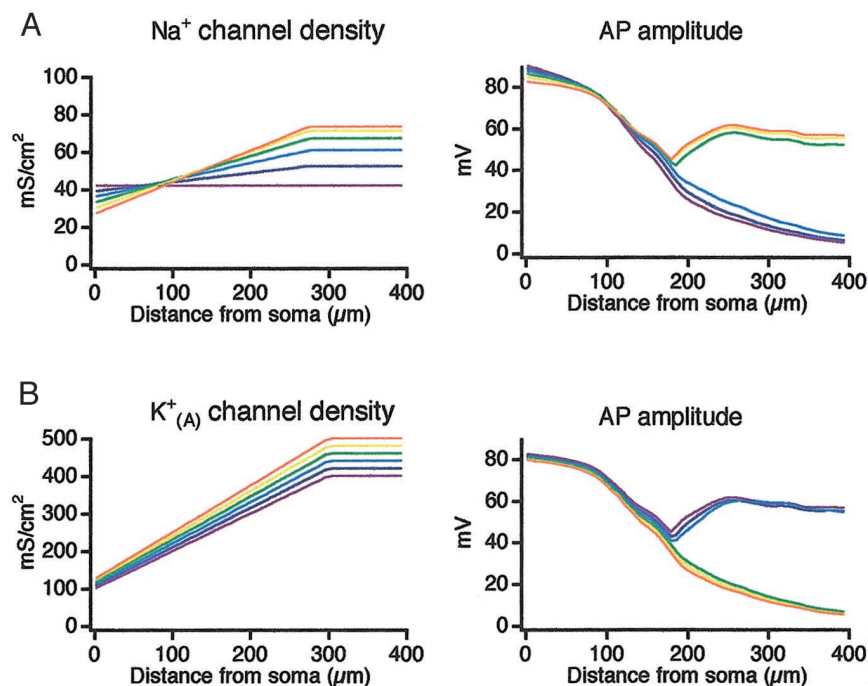 A
Na+ channel density
AP amplitude
100
80
60
40
20
0
mS/cm2
0 100 200 300 400
Distance from soma (µm)
80
60
40
20
0
mV
0 100 200 300 400
Distance from soma (µm)
B
K+(A) channel density
AP amplitude
500
400
300
200
100
0
mS/cm2
0 100 200 300 400
Distance from soma (µm)
80
60
40
20
0
mV
0 100 200 300 400
Distance from soma (µm)